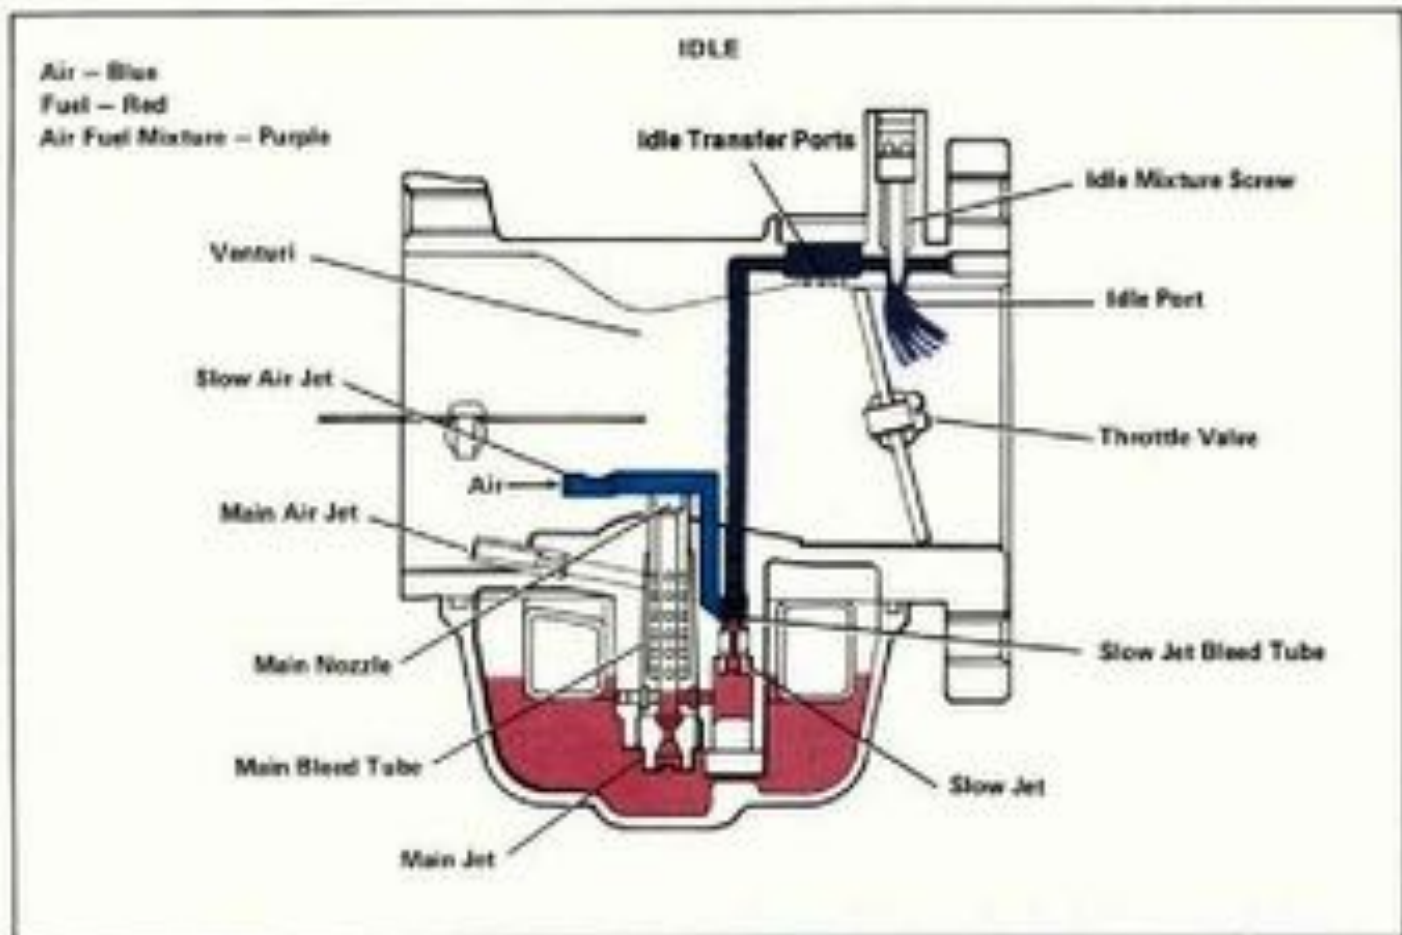 IDLE
Air – Blue
Fuel – Red
Air Fuel Mixture – Purple
Idle Transfer Ports
Idle Mixture Screw
Venturi
Idle Port
Slow Air Jet
Throttle Valve
Air
Main Air Jet
Main Nozzle
Slow Jet Bleed Tube
Main Bleed Tube
Slow Jet
Main Jet